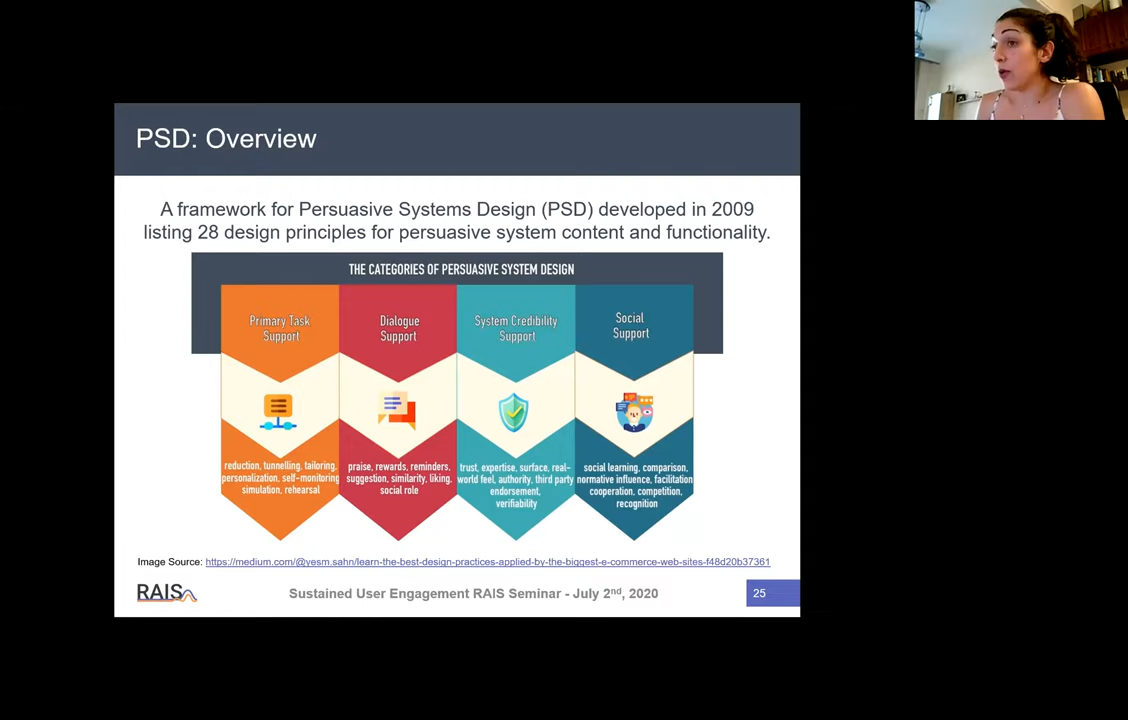 PSD: Overview
A framework for Persuasive Systems Design (PSD) developed in 2009
listing 28 design principles for persuasive system content and functionality.
THE CATEGORIES OF PERSUASIVE SYSTEM DESIGN
Primary Task
Support
Dialogue
Support
System Credibility
Support
Social
Support
reduction, tunnelling, tailoring,
personalization, self-monitoring
simulation, rehearsal
praise, rewards, reminders,
suggestion, similarity, liking,
social role
trust, expertise, surface, real-
world feel, authority, third party
endorsement,
verifiability
social learning, comparison,
normative influence, facilitation
cooperation, competition,
recognition
Image Source: https://medium.com/@yesm.sahn/learn-the-best-design-practices-applied-by-the-biggest-e-commerce-web-sites-f48d20b37361
RAIS
Sustained User Engagement RAIS Seminar - July 2nd, 2020
25